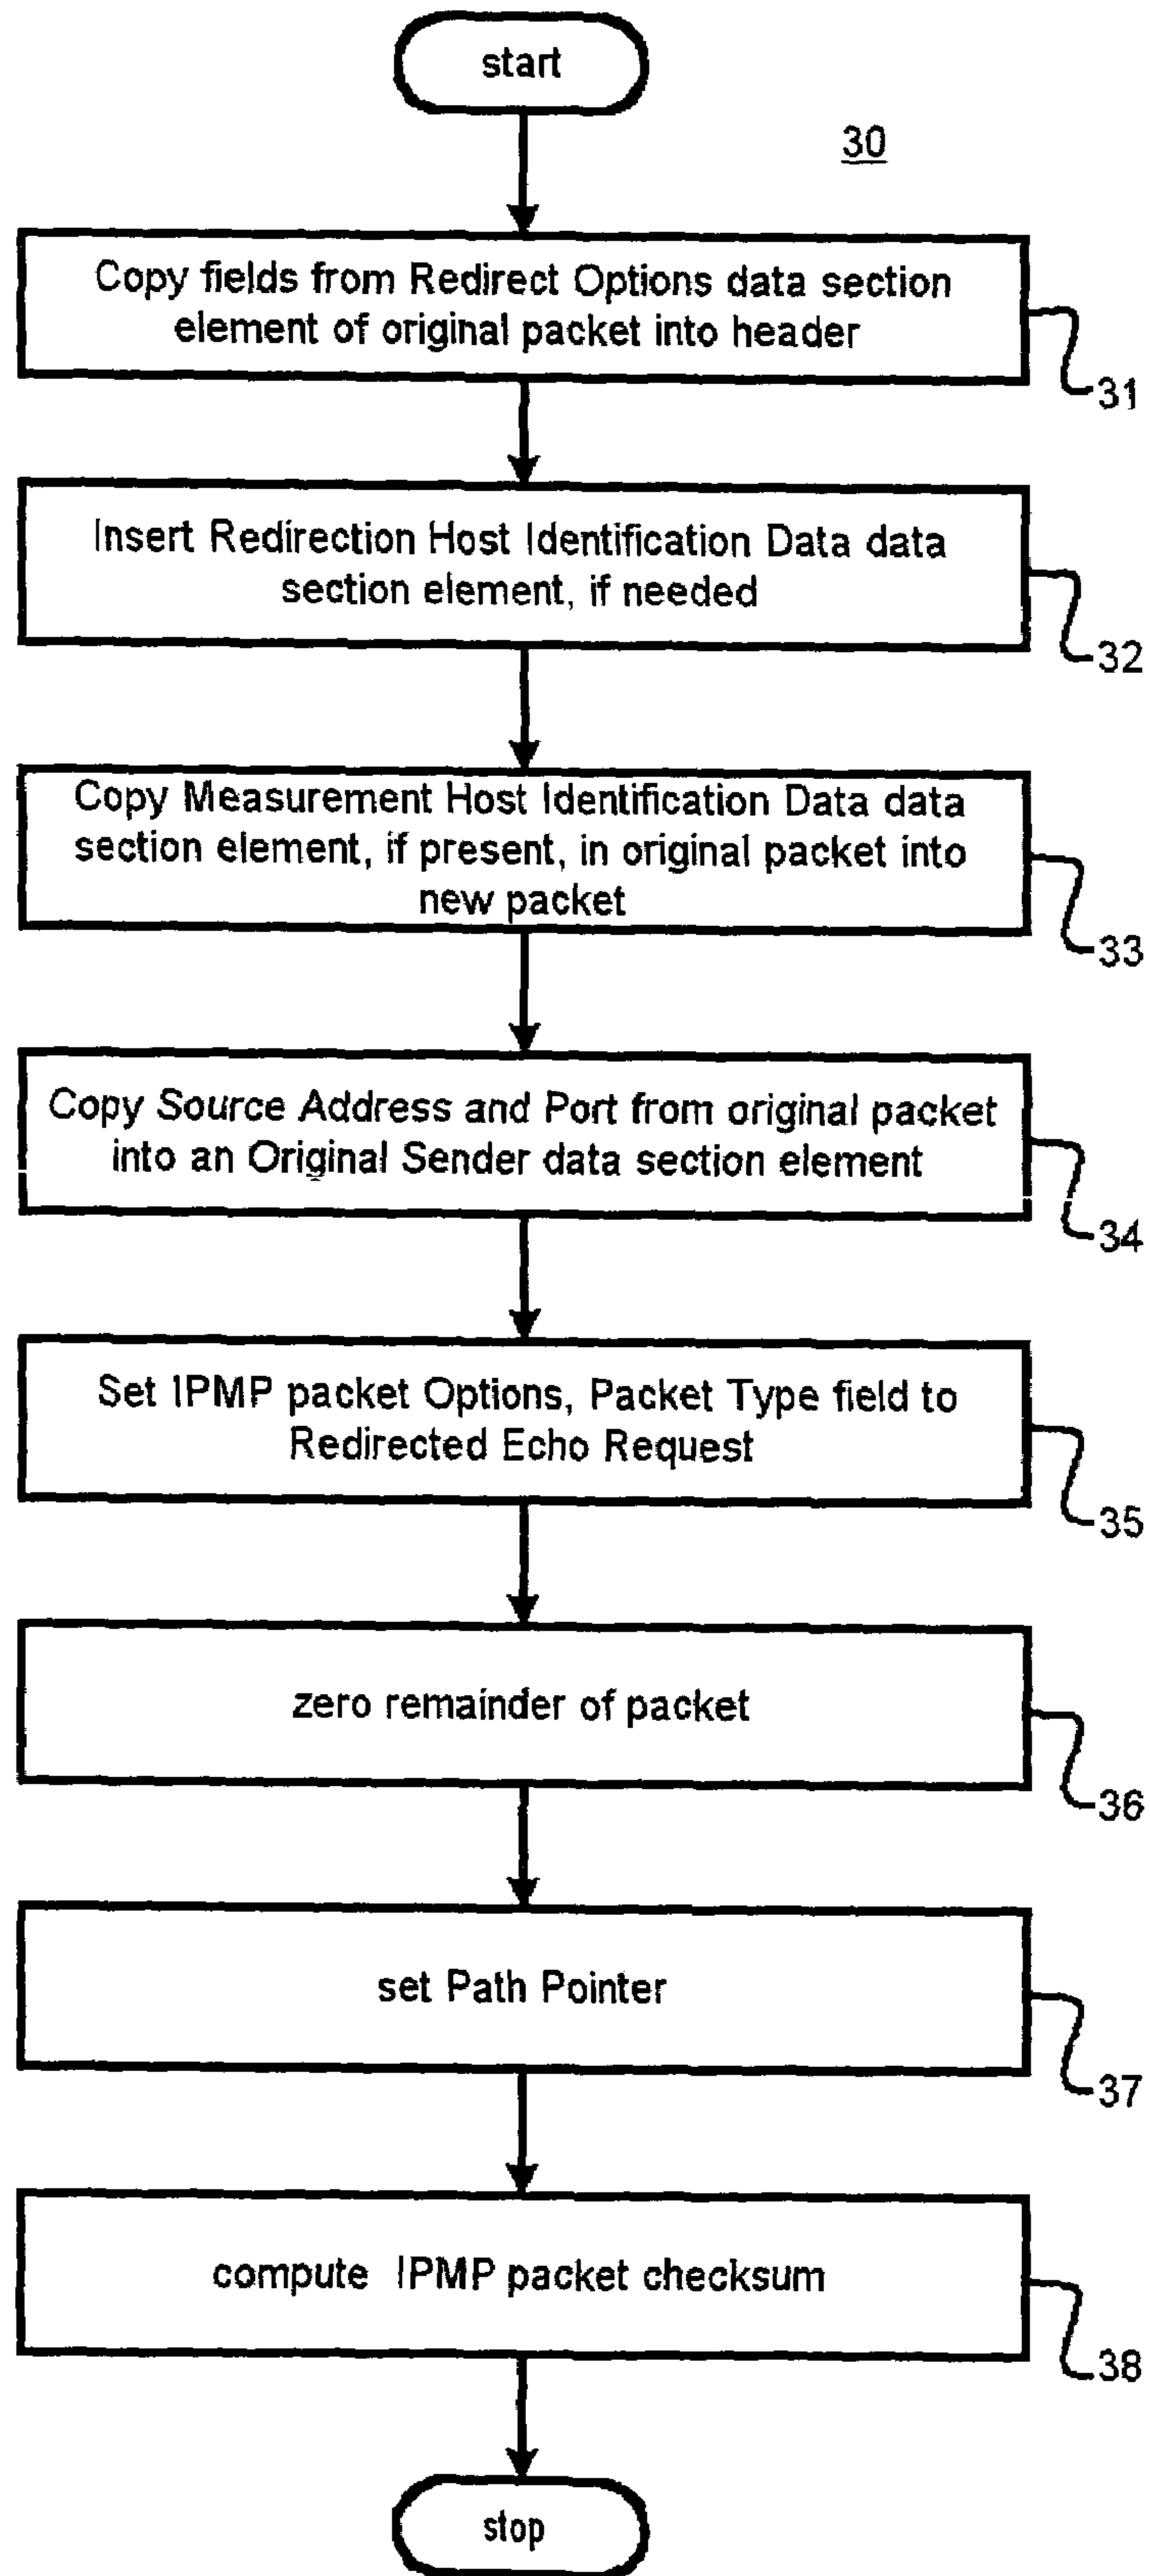 start
30
Copy fields from Redirect Options data section
element of original packet into header
31
Insert Redirection Host Identification Data data
section element, if needed
32
Copy Measurement Host Identification Data data
section element, if present, in original packet into
new packet
33
Copy Source Address and Port from original packet
into an Original Sender data section element
34
Set IPMP packet Options, Packet Type field to
Redirected Echo Request
35
zero remainder of packet
36
set Path Pointer
37
compute IPMP packet checksum
38
stop